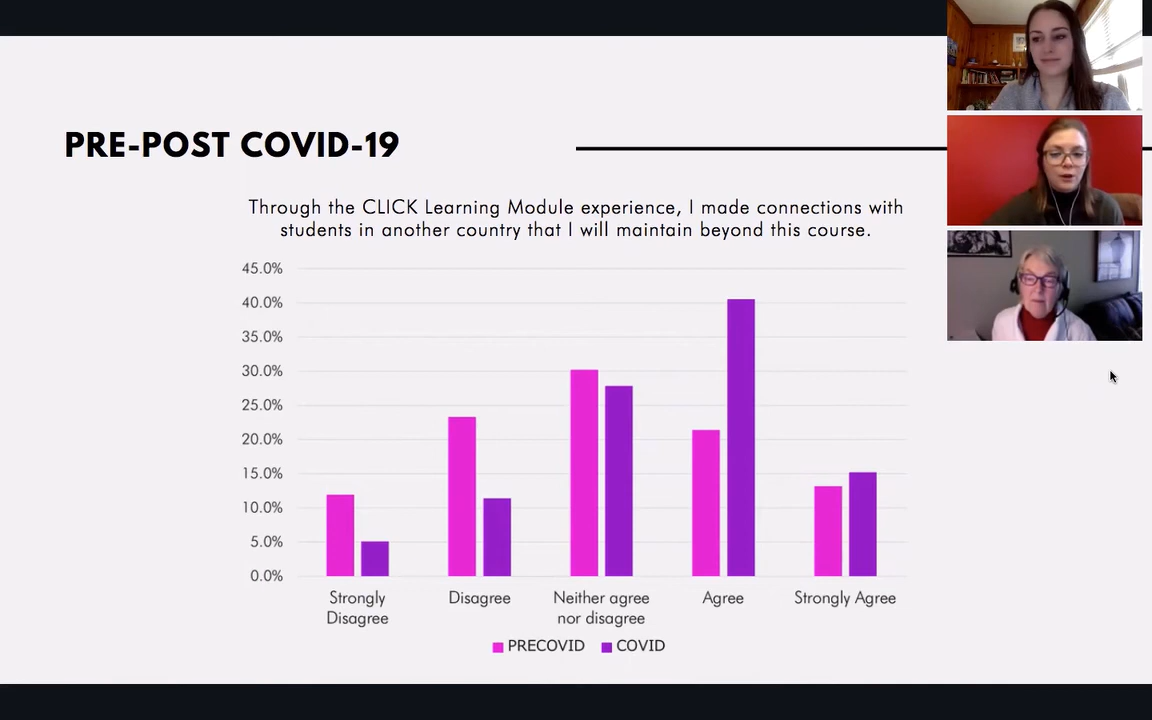 PRE-POST COVID-19
Through the CLICK Learning Module experience, I made connections with
students in another country that I will maintain beyond this course.
45.0%
40.0%
35.0%
30.0%
25.0%
20.0%
15.0%
10.0%
5.0%
0.0%
Strongly Disagree
Disagree
Neither agree nor disagree
Agree
Strongly Agree
PRECOVID
COVID